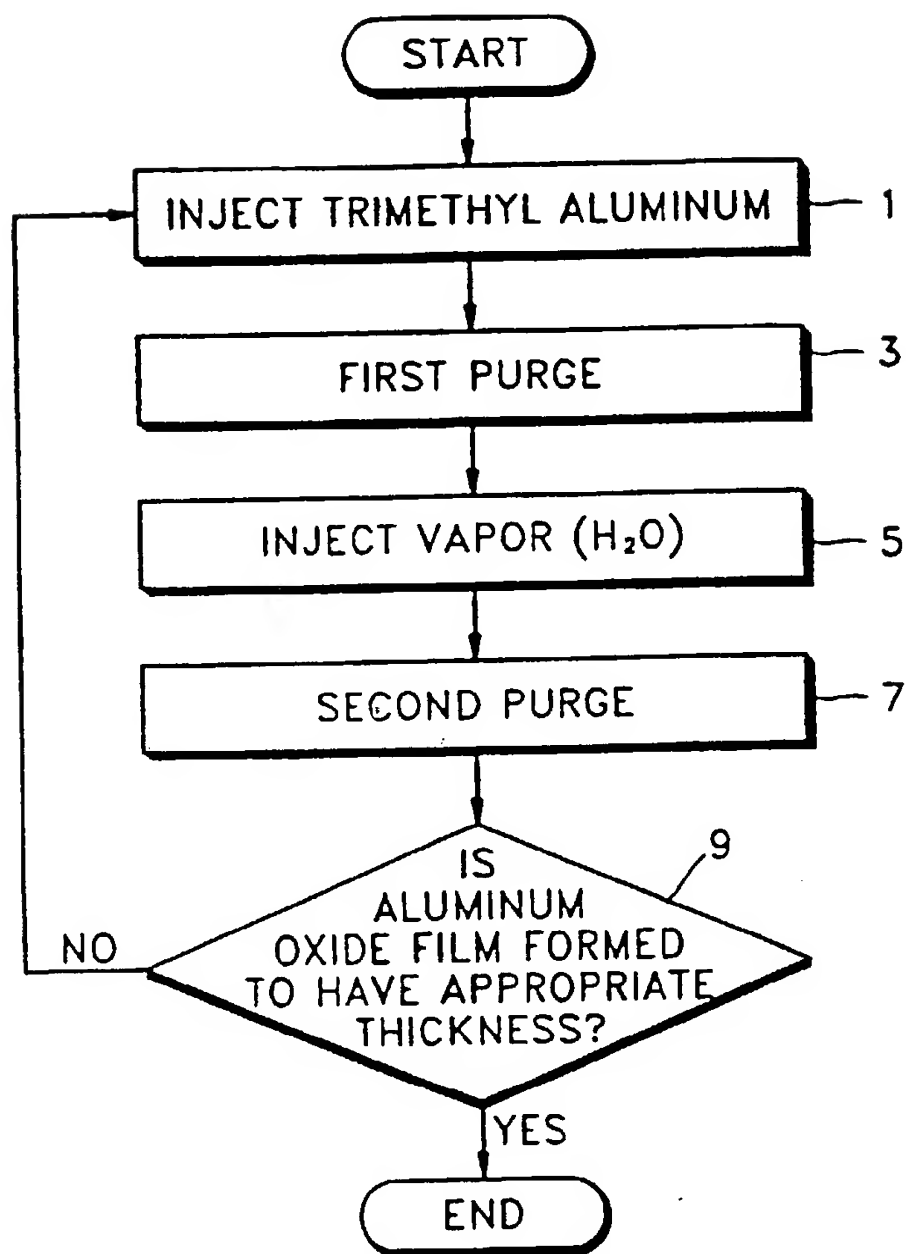 START
INJECT TRIMETHYL ALUMINUM
1
FIRST PURGE
3
INJECT VAPOR (H₂O)
5
SECOND PURGE
7
9
IS
ALUMINUM
OXIDE FILM FORMED
TO HAVE APPROPRIATE
THICKNESS?
NO
YES
END